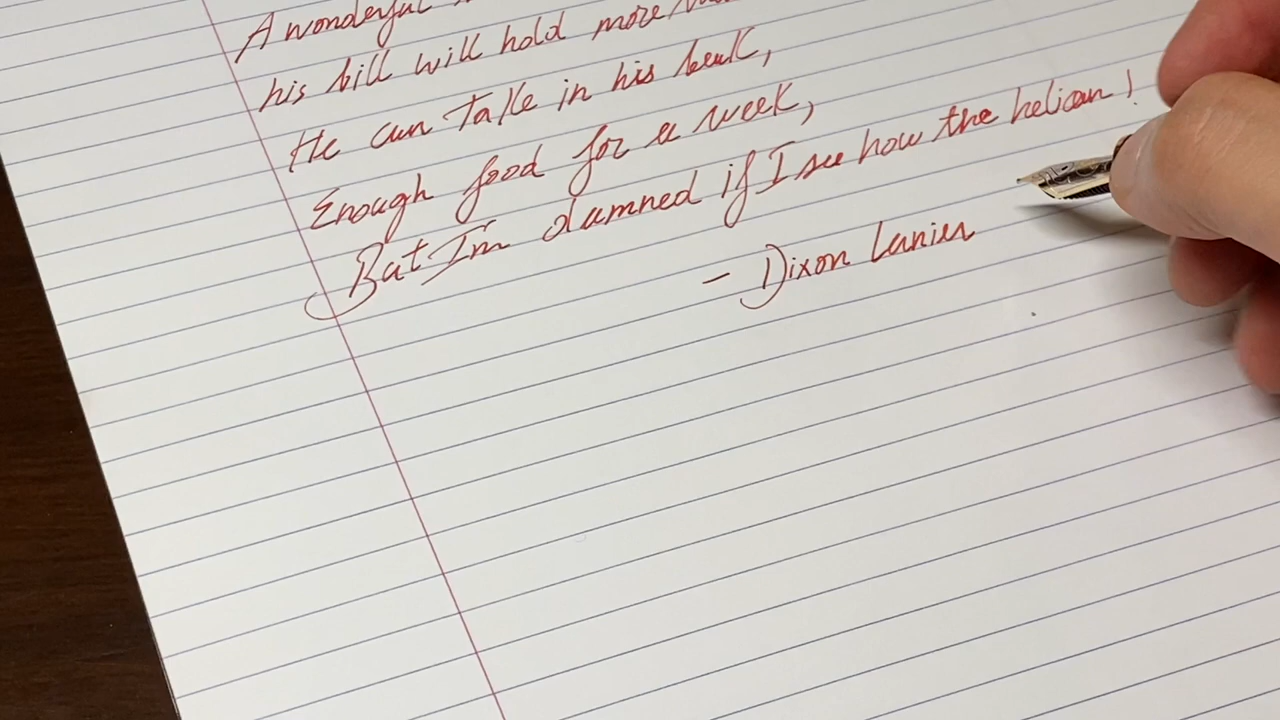 A wonderful
his bill will hold more
He can take in his beak,
Enough food for a week,
But I'm damned if I see how the helican!
- Dixon Lanier